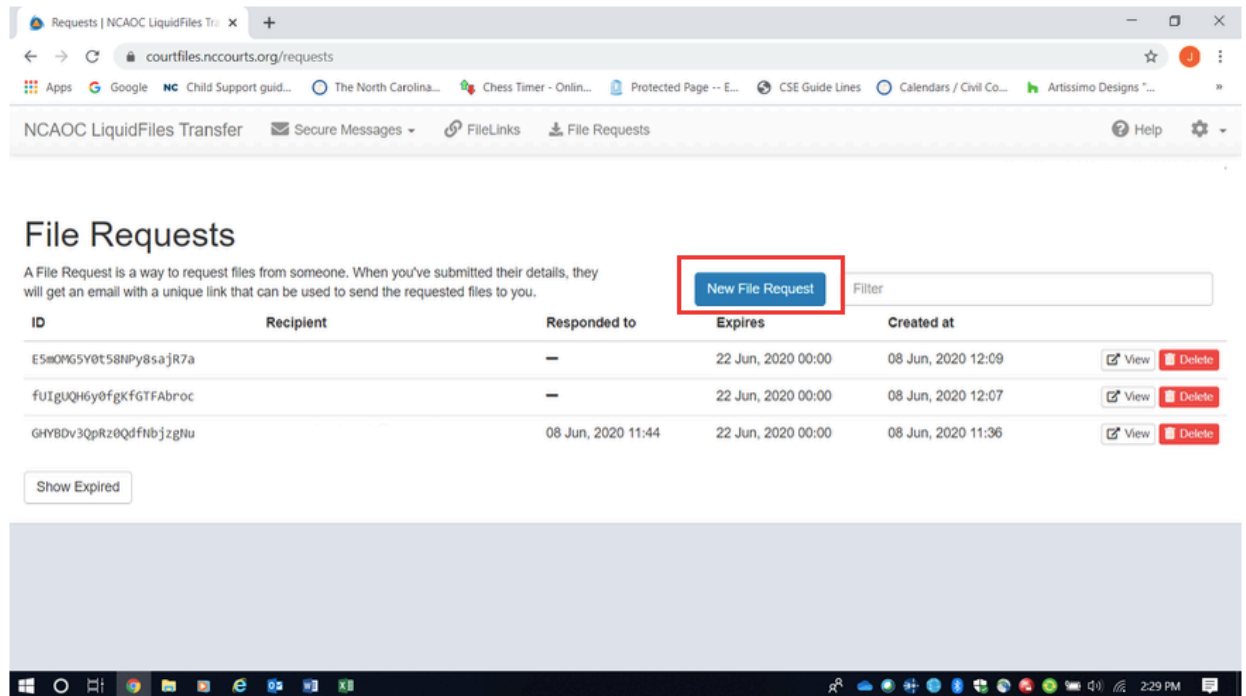 Requests | NCAOC LiquidFiles Tra
courtfiles.nccourts.org/requests
J
Apps Google NC Child Support guid... The North Carolina... Chess Timer - Onlin... Protected Page -- E... CSE Guide Lines Calendars / Civil Co... Artissimo Designs "... »
NCAOC LiquidFiles Transfer Secure Messages FileLinks File Requests Help
File Requests
A File Request is a way to request files from someone. When you've submitted their details, they
will get an email with a unique link that can be used to send the requested files to you.
New File Request Filter
ID Recipient Responded to Expires Created at
E5mOMG5Y0t58NPy8sajR7a — 22 Jun, 2020 00:00 08 Jun, 2020 12:09 View Delete
fUIgUQH6y0fgKfGTFAbroc — 22 Jun, 2020 00:00 08 Jun, 2020 12:07 View Delete
GHYBDv3QpRz0QdfNbjzgNu 08 Jun, 2020 11:44 22 Jun, 2020 00:00 08 Jun, 2020 11:36 View Delete
Show Expired
2:29 PM